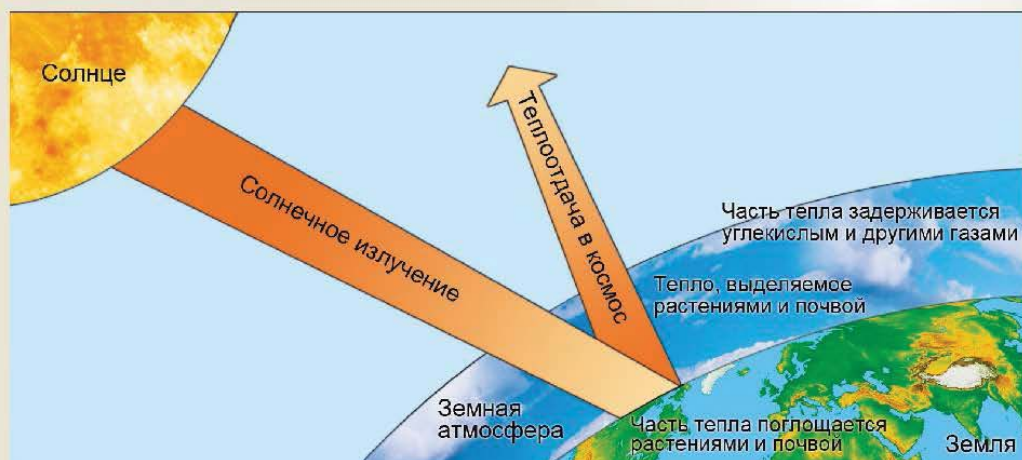 Солнце
Солнечное излучение
Теплоотдача в космос
Часть тепла задерживается
углекислым и другими газами
Тепло, выделяемое
растениями и почвой
Земная
атмосфера
Часть тепла поглощается
растениями и почвой
Земля